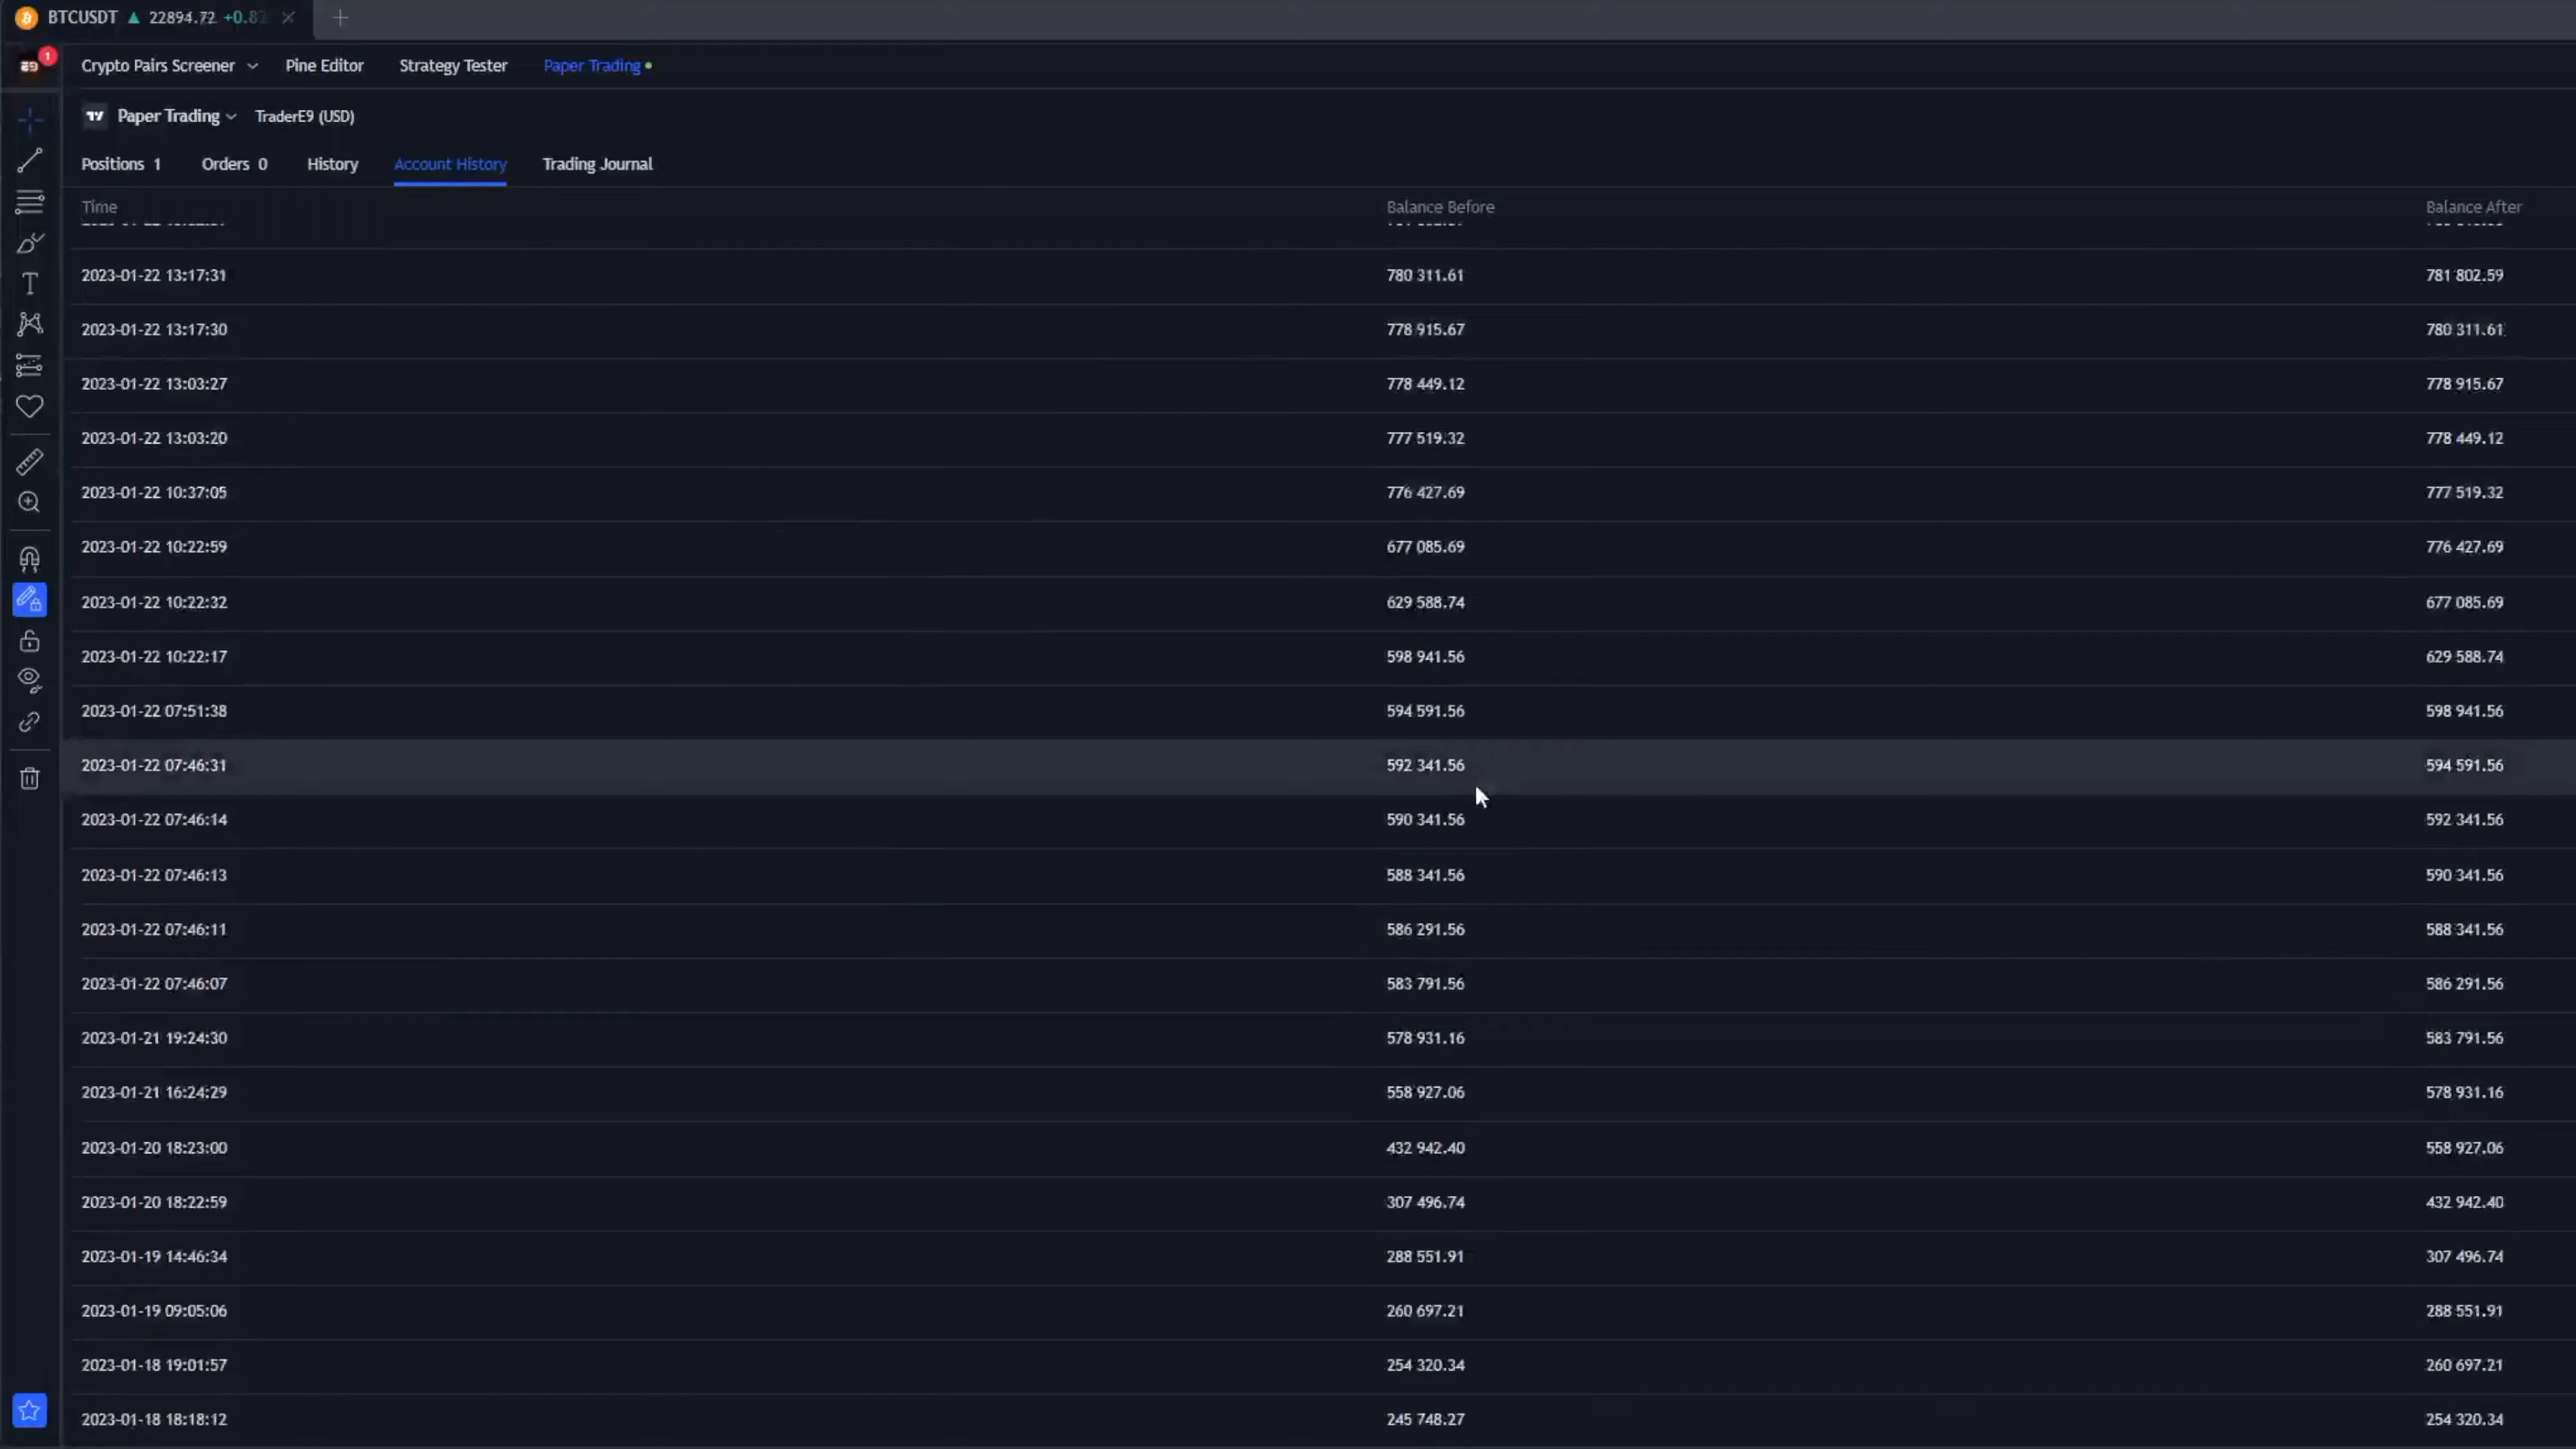 BTCUSDT ▲ 22894.72 +0.82
1
E9 Crypto Pairs Screener Pine Editor Strategy Tester Paper Trading
Paper Trading TraderE9 (USD)
Positions 1 Orders 0 History Account History Trading Journal
Time Balance Before Balance After
2023-01-22 13:17:31 780 311.61 781 802.59
2023-01-22 13:17:30 778 915.67 780 311.61
2023-01-22 13:03:27 778 449.12 778 915.67
2023-01-22 13:03:20 777 519.32 778 449.12
2023-01-22 10:37:05 776 427.69 777 519.32
2023-01-22 10:22:59 677 085.69 776 427.69
2023-01-22 10:22:32 629 588.74 677 085.69
2023-01-22 10:22:17 598 941.56 629 588.74
2023-01-22 07:51:38 594 591.56 598 941.56
2023-01-22 07:46:31 592 341.56 594 591.56
2023-01-22 07:46:14 590 341.56 592 341.56
2023-01-22 07:46:13 588 341.56 590 341.56
2023-01-22 07:46:11 586 291.56 588 341.56
2023-01-22 07:46:07 583 791.56 586 291.56
2023-01-21 19:24:30 578 931.16 583 791.56
2023-01-21 16:24:29 558 927.06 578 931.16
2023-01-20 18:23:00 432 942.40 558 927.06
2023-01-20 18:22:59 307 496.74 432 942.40
2023-01-19 14:46:34 288 551.91 307 496.74
2023-01-19 09:05:06 260 697.21 288 551.91
2023-01-18 19:01:57 254 320.34 260 697.21
2023-01-18 18:18:12 245 748.27 254 320.34